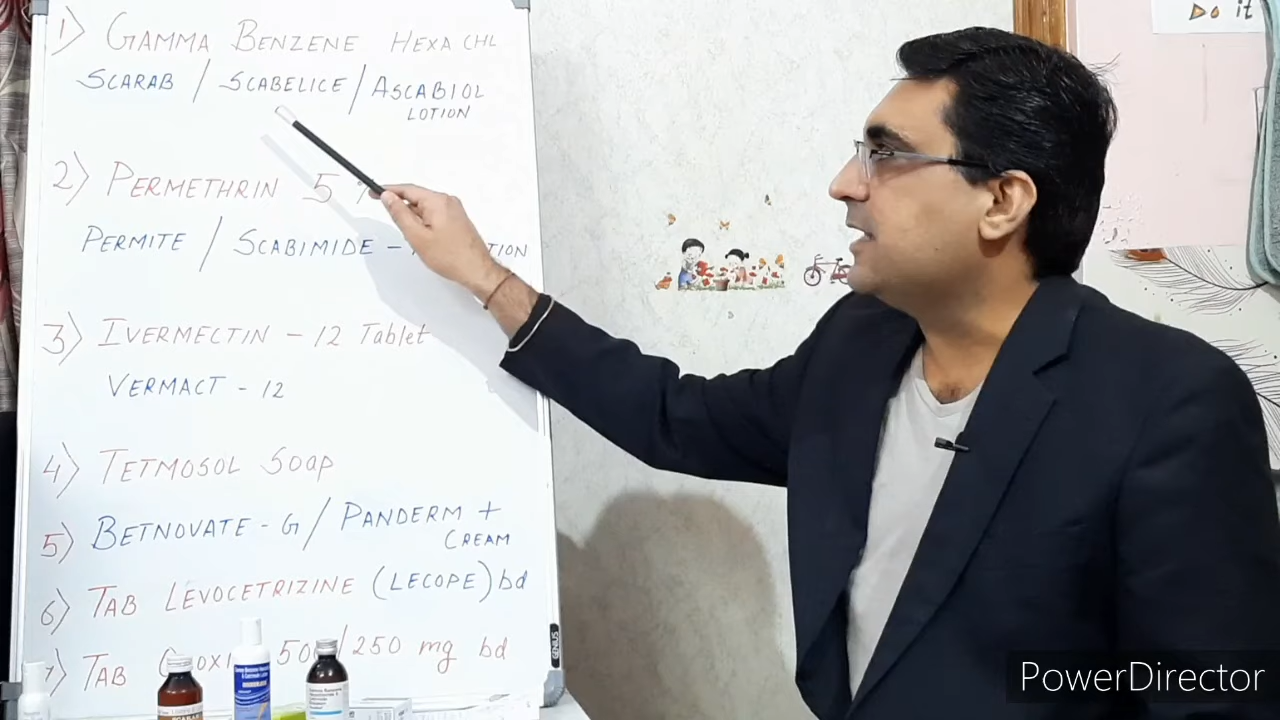 Do it
1) GAMMA BENZENE HEXA CHL
SCARAB / SCABELICE / ASCABIOL
LOTION
2) PERMETHRIN 5 %
PERMITE / SCABIMIDE -
3) IVERMECTIN - 12 Tablet
VERMACT - 12
4) TETMOSOL SOAP
5) BETNOVATE - G / PANDERM +
CREAM
6) TAB LEVOCETRIZINE (LECOPE) bd
7) TAB 50 / 250 mg bd
GENIUS
PowerDirector